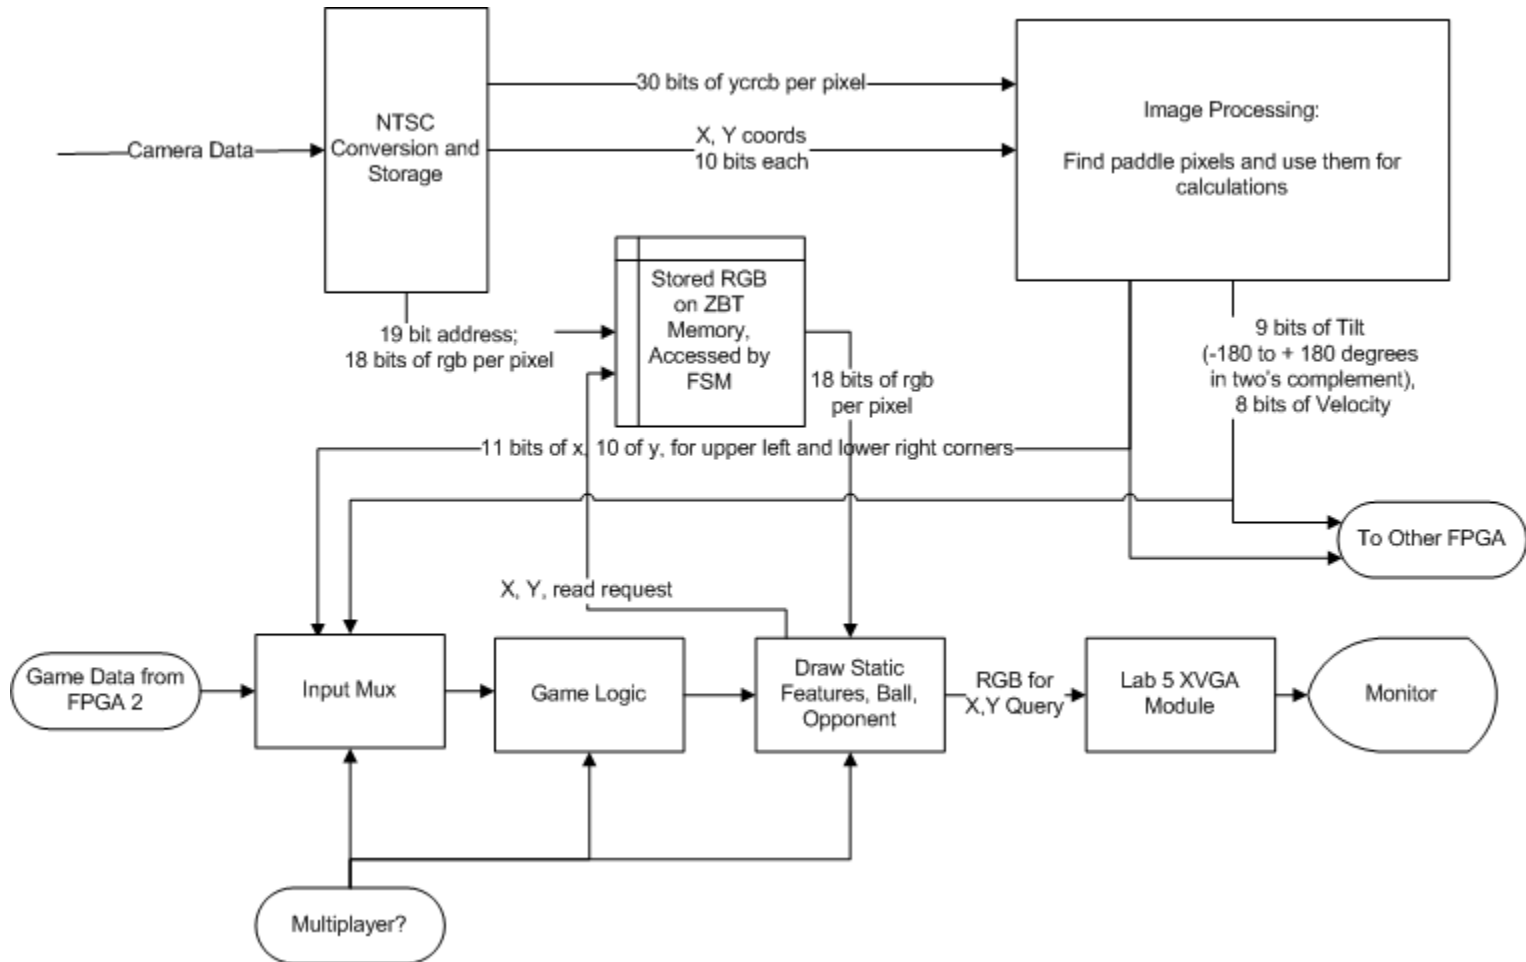 30 bits of ycrcb per pixel
Camera Data
NTSC
Conversion and
Storage
X, Y coords
10 bits each
Image Processing:
Find paddle pixels and use them for
calculations
19 bit address;
18 bits of rgb per pixel
Stored RGB
on ZBT
Memory,
Accessed by
FSM
18 bits of rgb
per pixel
9 bits of Tilt
(-180 to + 180 degrees
in two's complement),
8 bits of Velocity
11 bits of x, 10 of y, for upper left and lower right corners
To Other FPGA
X, Y, read request
Game Data from
FPGA 2
Input Mux
Game Logic
Draw Static
Features, Ball,
Opponent
RGB for
X,Y Query
Lab 5 XVGA
Module
Monitor
Multiplayer?